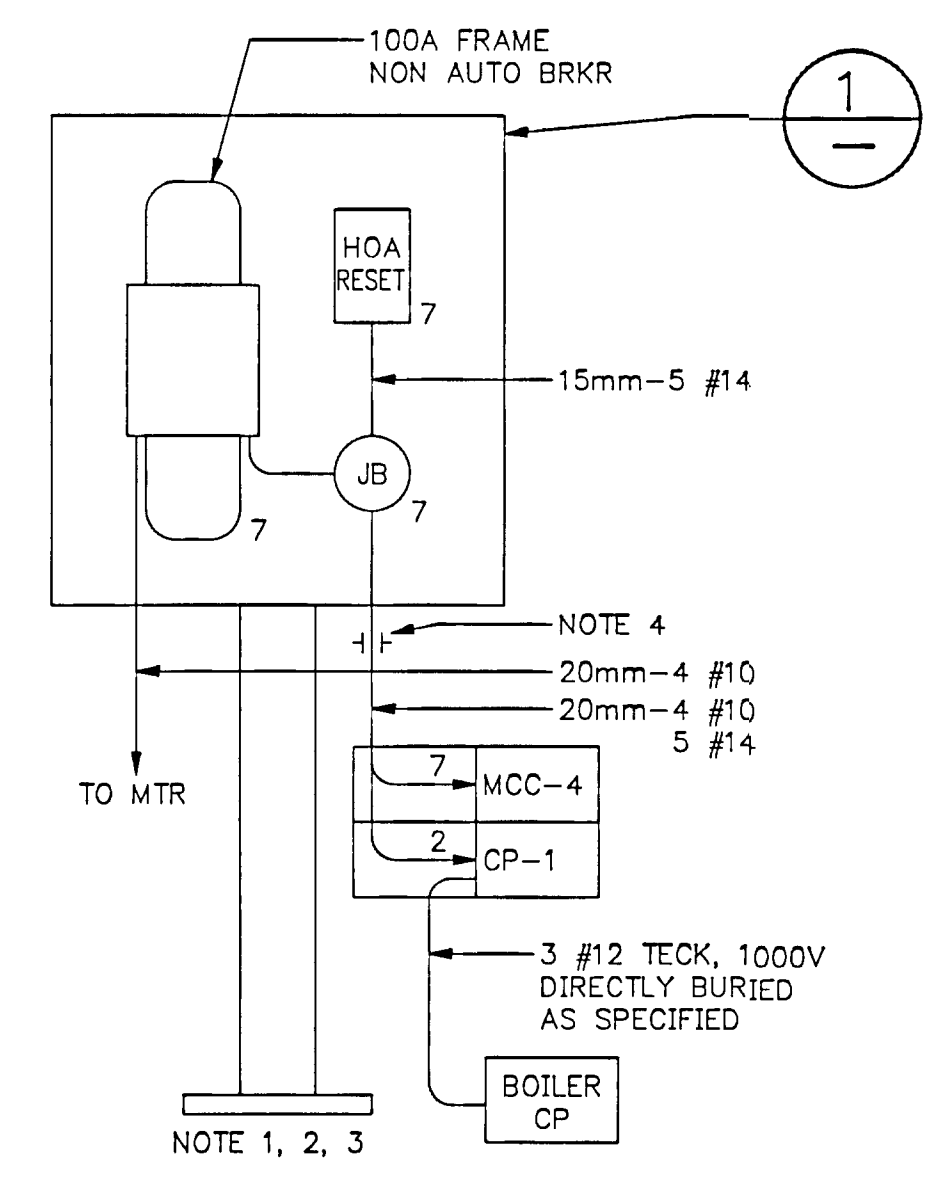 100A FRAME
NON AUTO BRKR
1
—
HOA
RESET
7
15mm-5 #14
JB
7
7
NOTE 4
20mm-4 #10
20mm-4 #10
5 #14
TO MTR
7
MCC-4
2
CP-1
3 #12 TECK, 1000V
DIRECTLY BURIED
AS SPECIFIED
BOILER
CP
NOTE 1, 2, 3